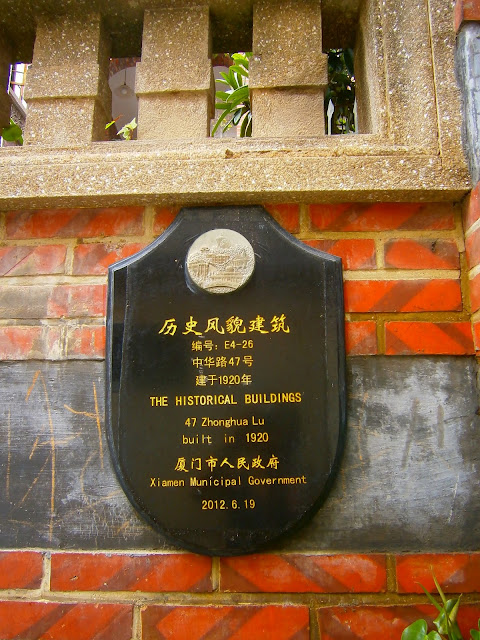 历史风貌建筑
编号：E4-26
中华路47号
建于1920年
THE HISTORICAL BUILDINGS
47 Zhonghua Lu
built in 1920
厦门市人民政府
Xiamen Municipal Government
2012.6.19